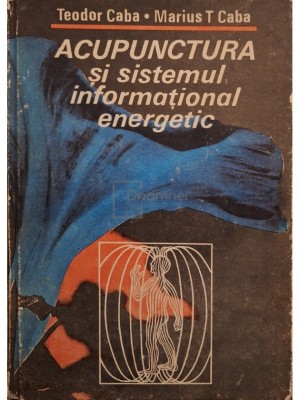 Teodor Caba • Marius T Caba
ACUPUNCTURA
și sistemul
informațional
energetic